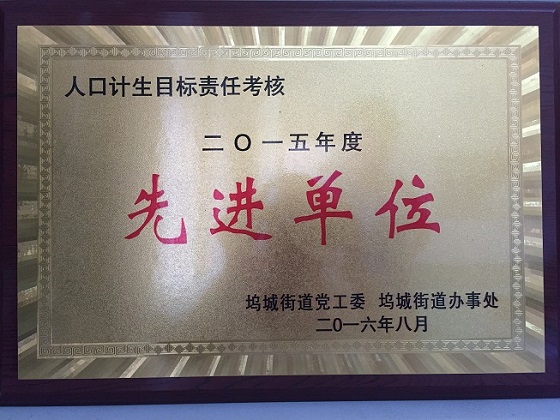 人口计生目标责任考核
二〇一五年度
先进单位
坞城街道党工委 坞城街道办事处
二〇一六年八月